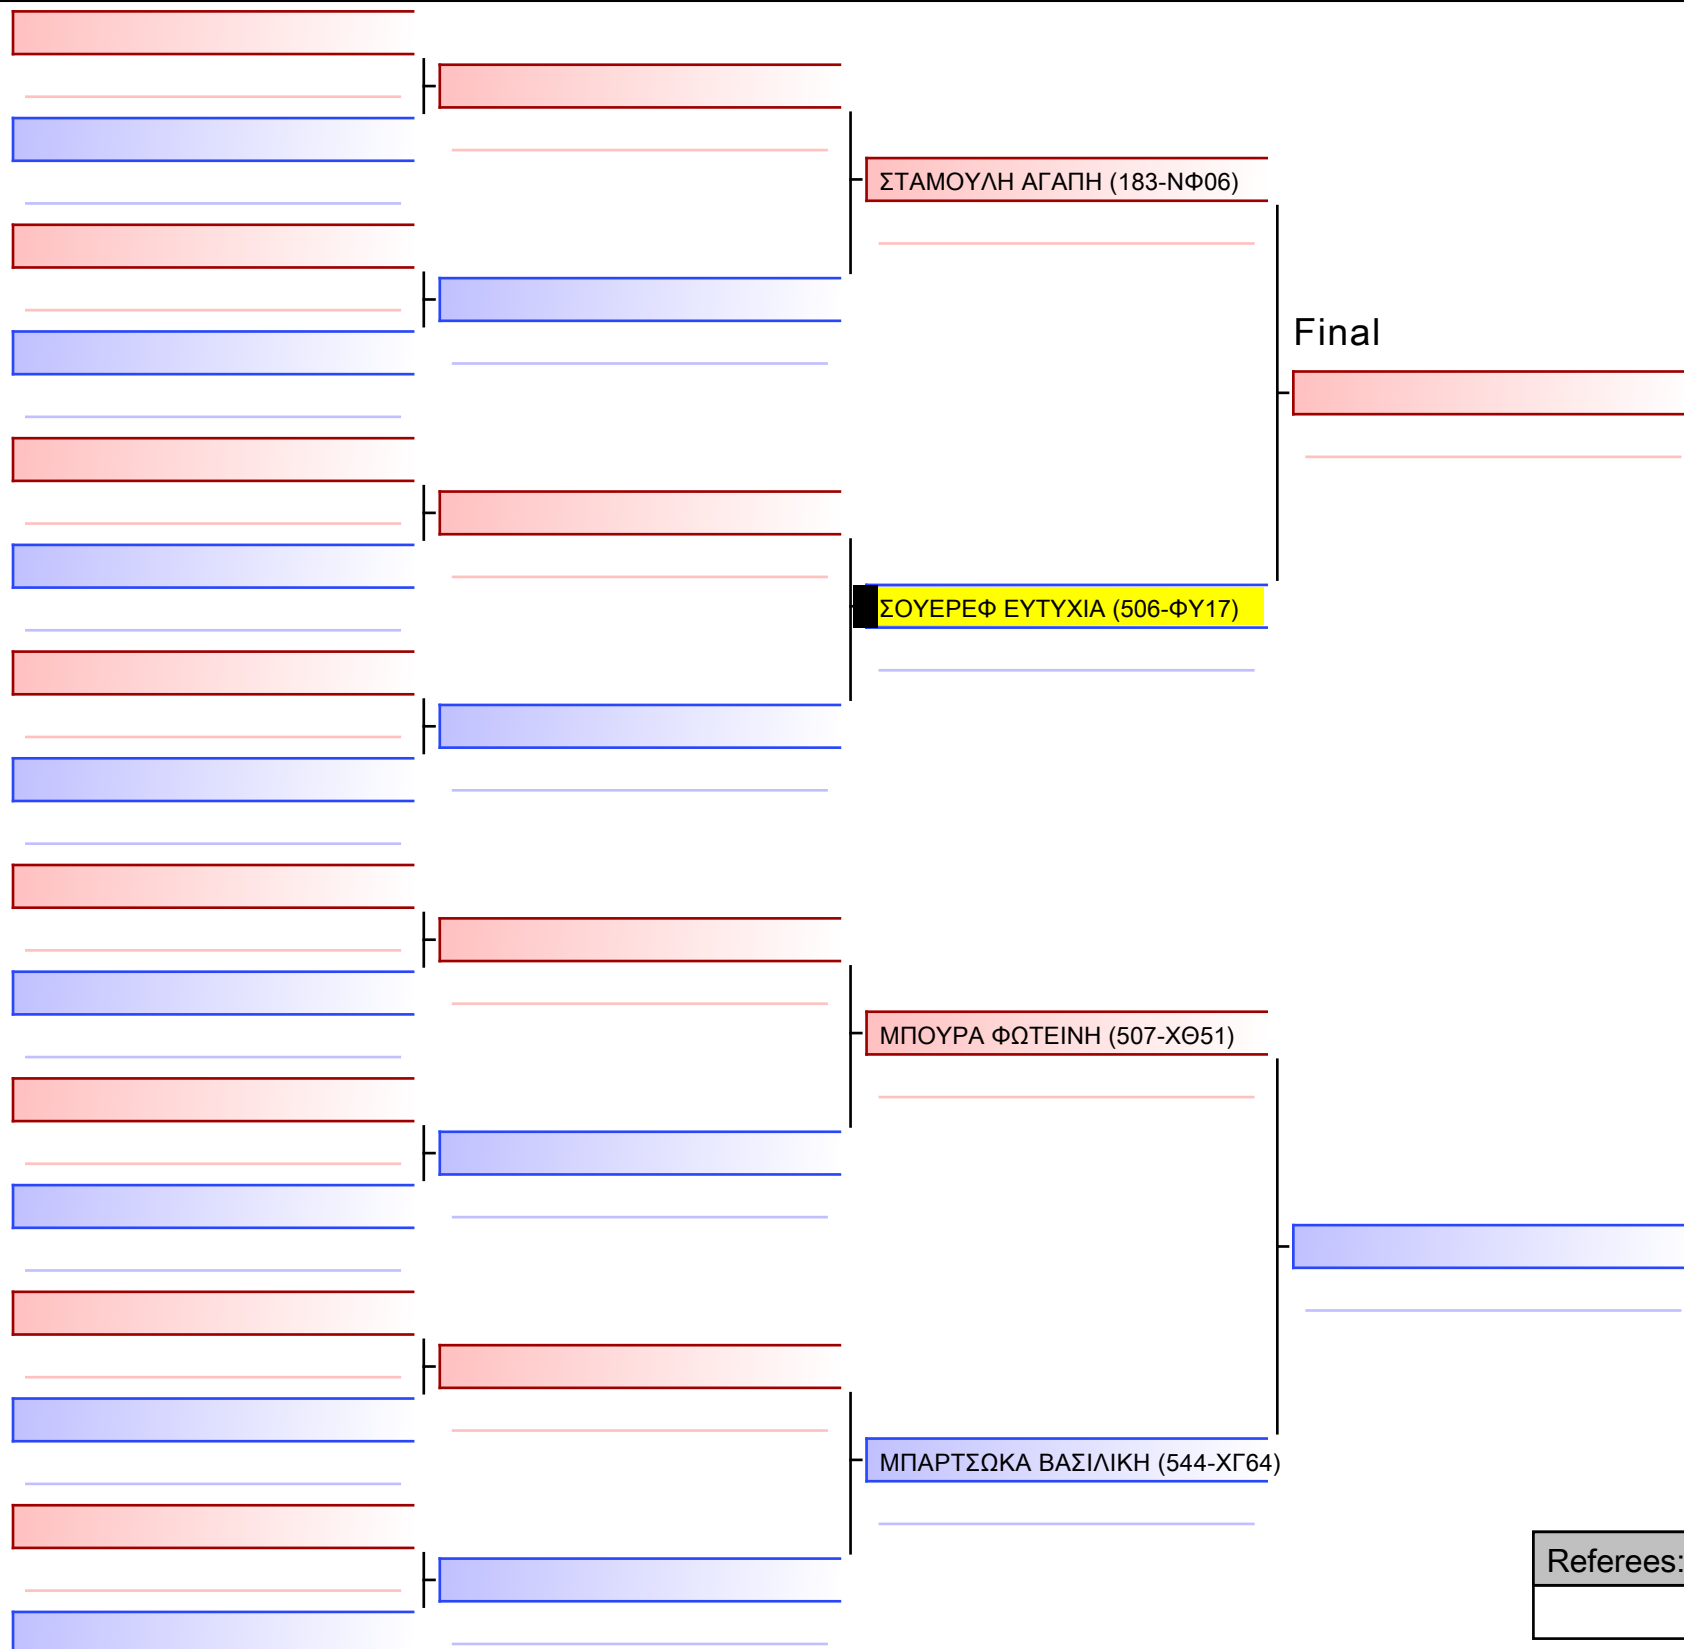 ΣΤΑΜΟΥΛΗ ΑΓΑΠΗ (183-ΝΦ06)
Final
ΣΟΥΕΡΕΦ ΕΥΤΥΧΙΑ (506-ΦΥ17)
ΜΠΟΥΡΑ ΦΩΤΕΙΝΗ (507-ΧΘ51)
ΜΠΑΡΤΣΩΚΑ ΒΑΣΙΛΙΚΗ (544-ΧΓ64)
Referees: